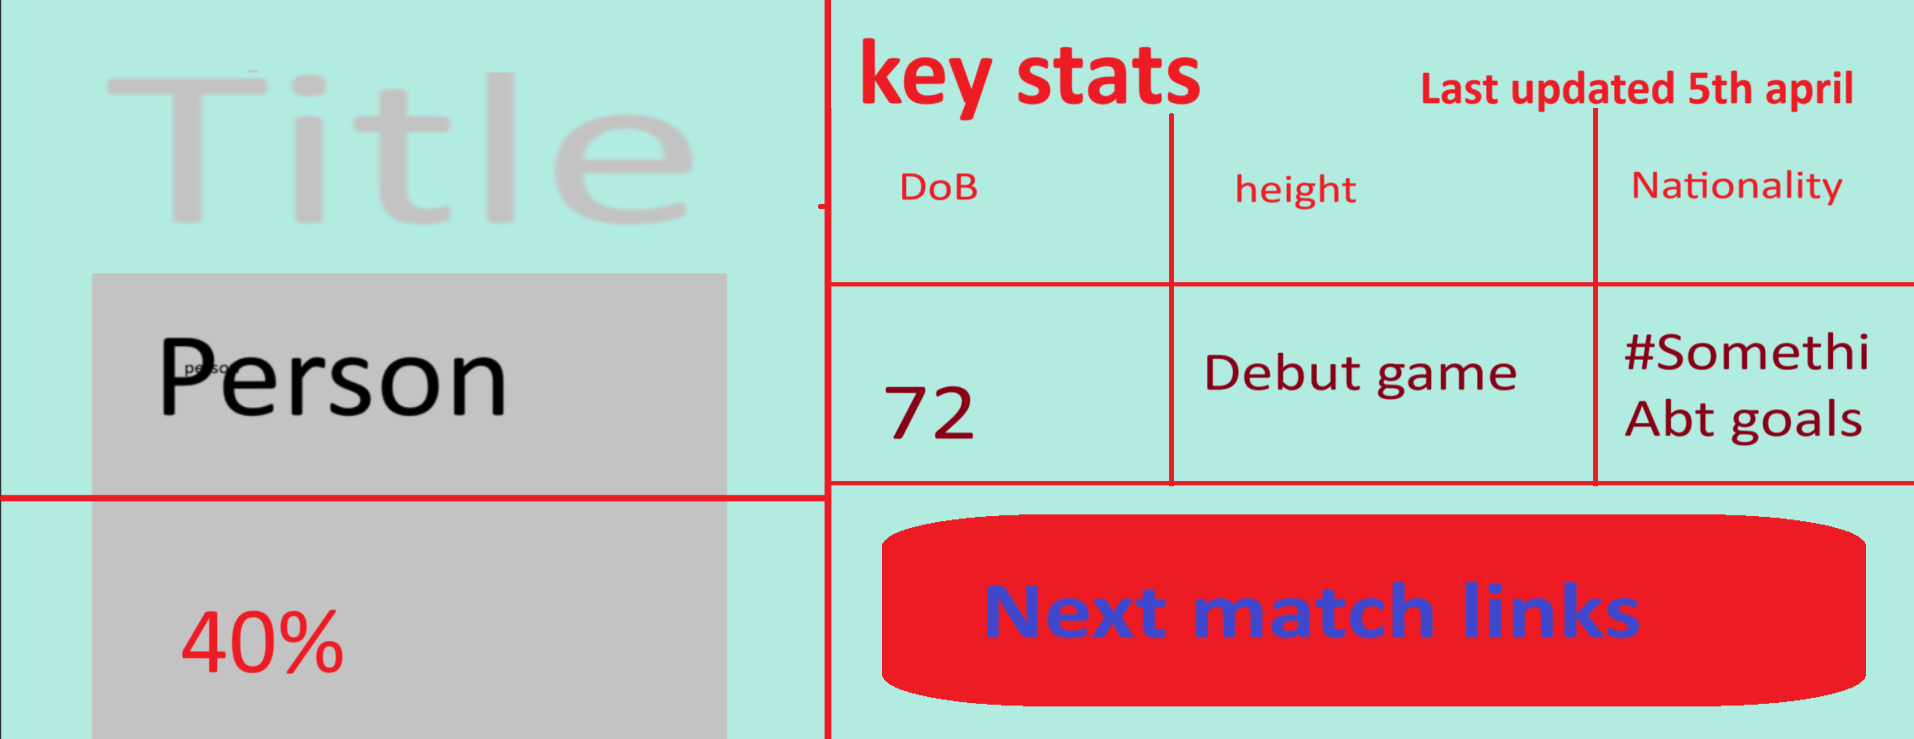 Title
Person
person
40%
key stats
Last updated 5th april
DoB
height
Nationality
72
Debut game
#Somethi
Abt goals
Next match links